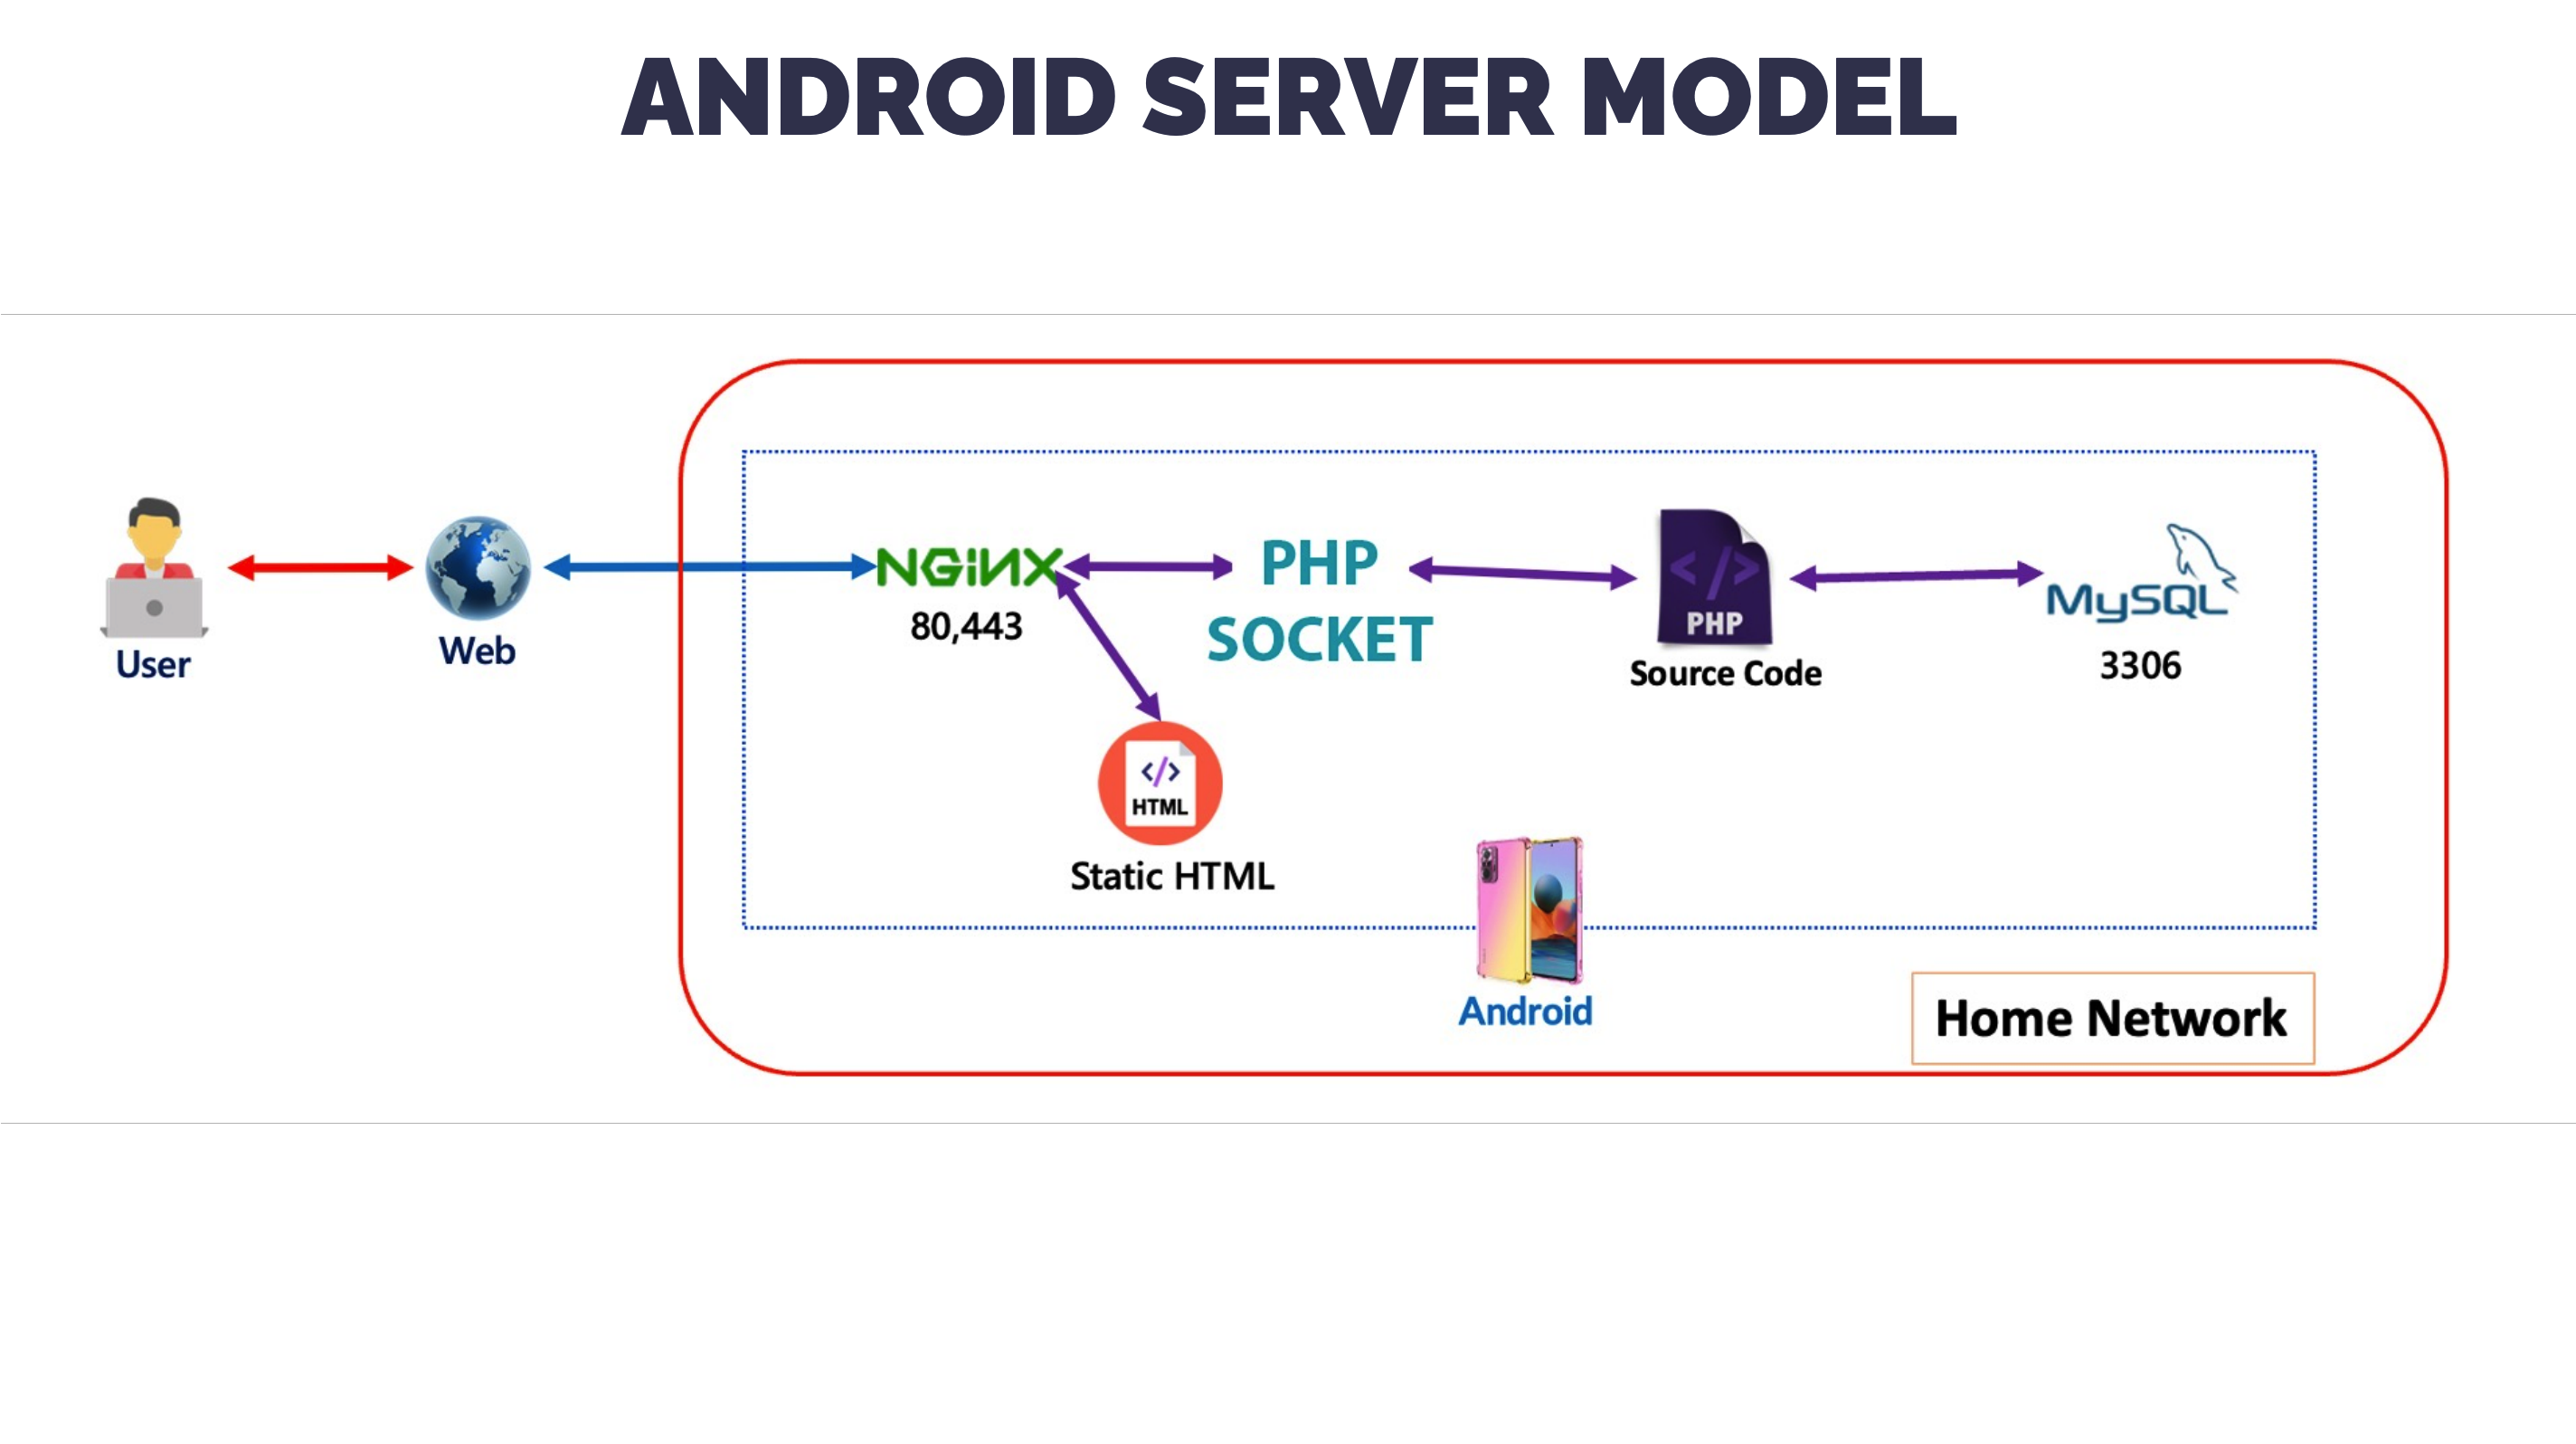 ANDROID SERVER MODEL
User
Web
NGINX
80,443
PHP
SOCKET
</>
PHP
Source Code
MySQL
3306
</>
HTML
Static HTML
Android
Home Network